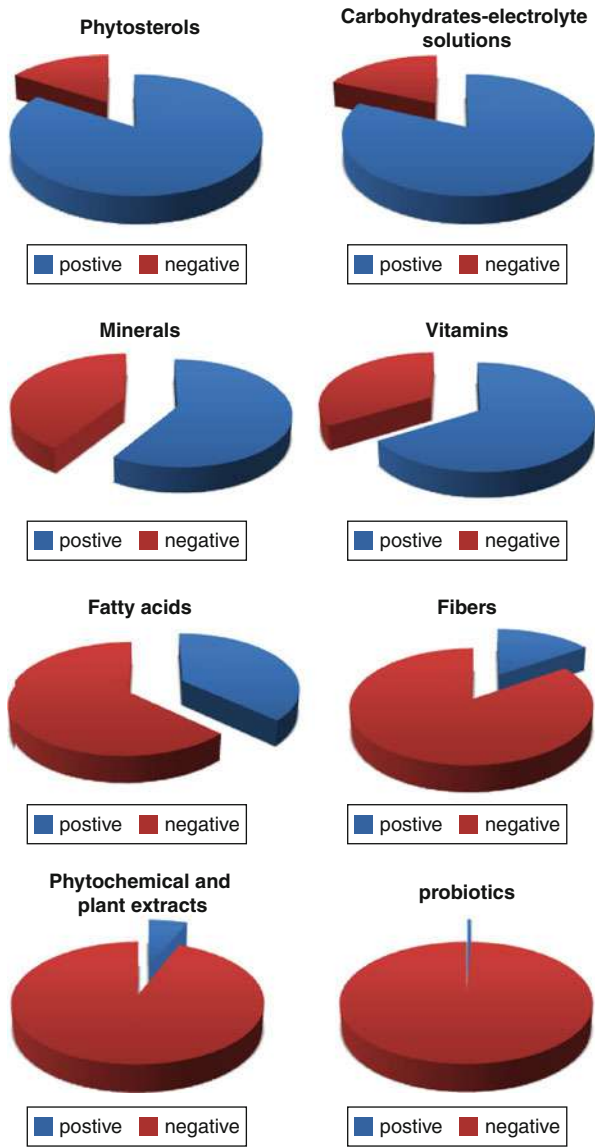 Phytosterols
postive negative
Carbohydrates-electrolyte
solutions
postive negative
Minerals
postive negative
Vitamins
postive negative
Fatty acids
postive negative
Fibers
postive negative
Phytochemical and
plant extracts
postive negative
probiotics
postive negative